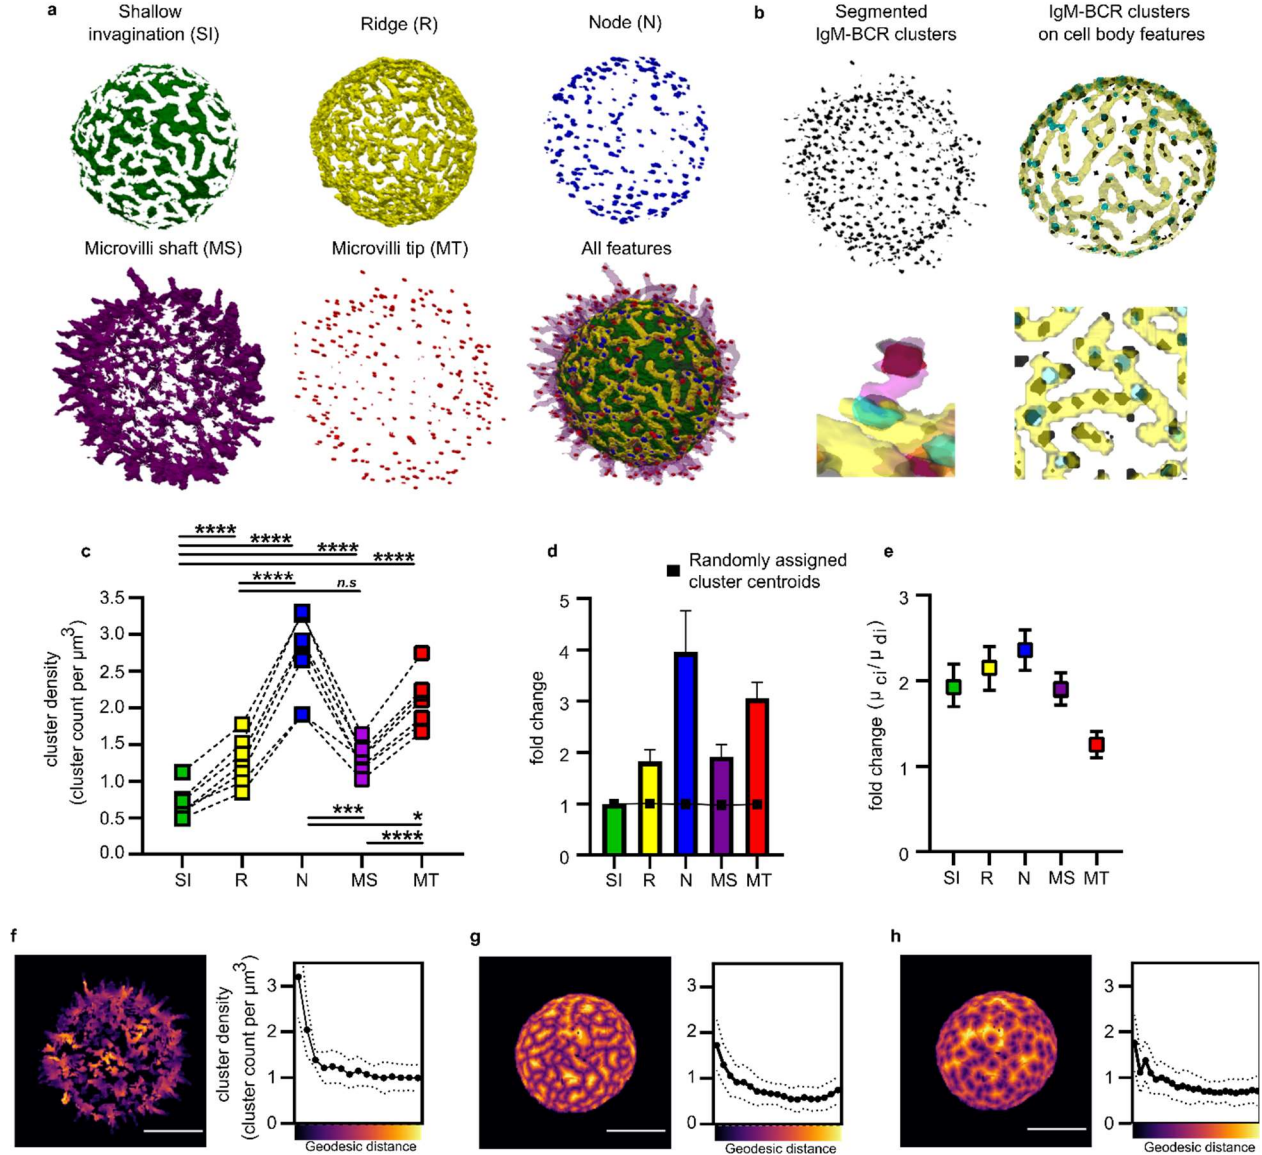 a
Shallow
invagination (SI)
Ridge (R)
Node (N)
Microvilli shaft (MS)
Microvilli tip (MT)
All features
b
Segmented
IgM-BCR clusters
IgM-BCR clusters
on cell body features
c
****
****
****
****
****
n.s
cluster density
(cluster count per μm³)
3.5
3.0
2.5
2.0
1.5
1.0
0.5
0.0
***
*
****
SI R N MS MT
d
Randomly assigned
cluster centroids
fold change
5
4
3
2
1
0
SI R N MS MT
e
fold change (μ ci / μ di)
3
2
1
0
SI R N MS MT
f
cluster density
(cluster count per μm³)
3
2
1
0
Geodesic distance
g
3
2
1
0
Geodesic distance
h
3
2
1
0
Geodesic distance